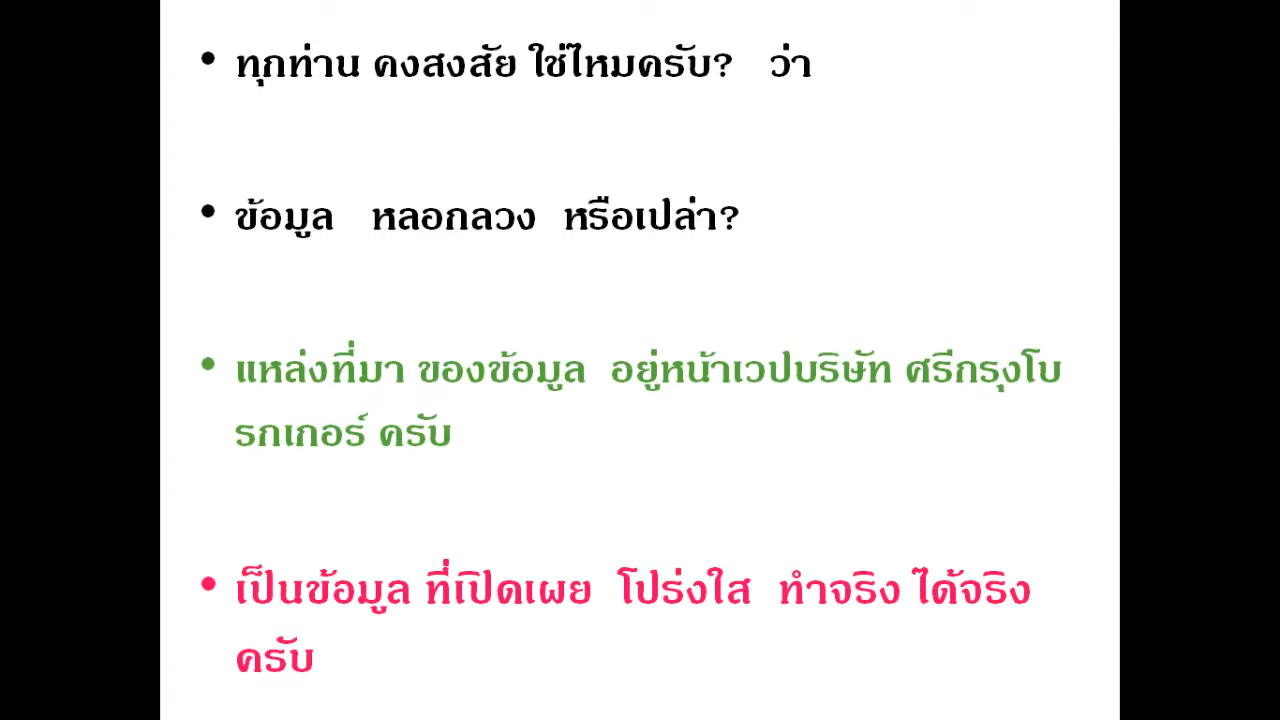 • ทุกท่าน คงสงสัย ใช่ไหมครับ? ว่า
• ข้อมูล หลอกลวง หรือเปล่า?
• แหล่งที่มา ของข้อมูล อยู่หน้าเวปบริษัท ศรีกรุงโบ
รกเกอร์ ครับ
• เป็นข้อมูล ที่เปิดเผย โปร่งใส ทำจริง ได้จริง
ครับ